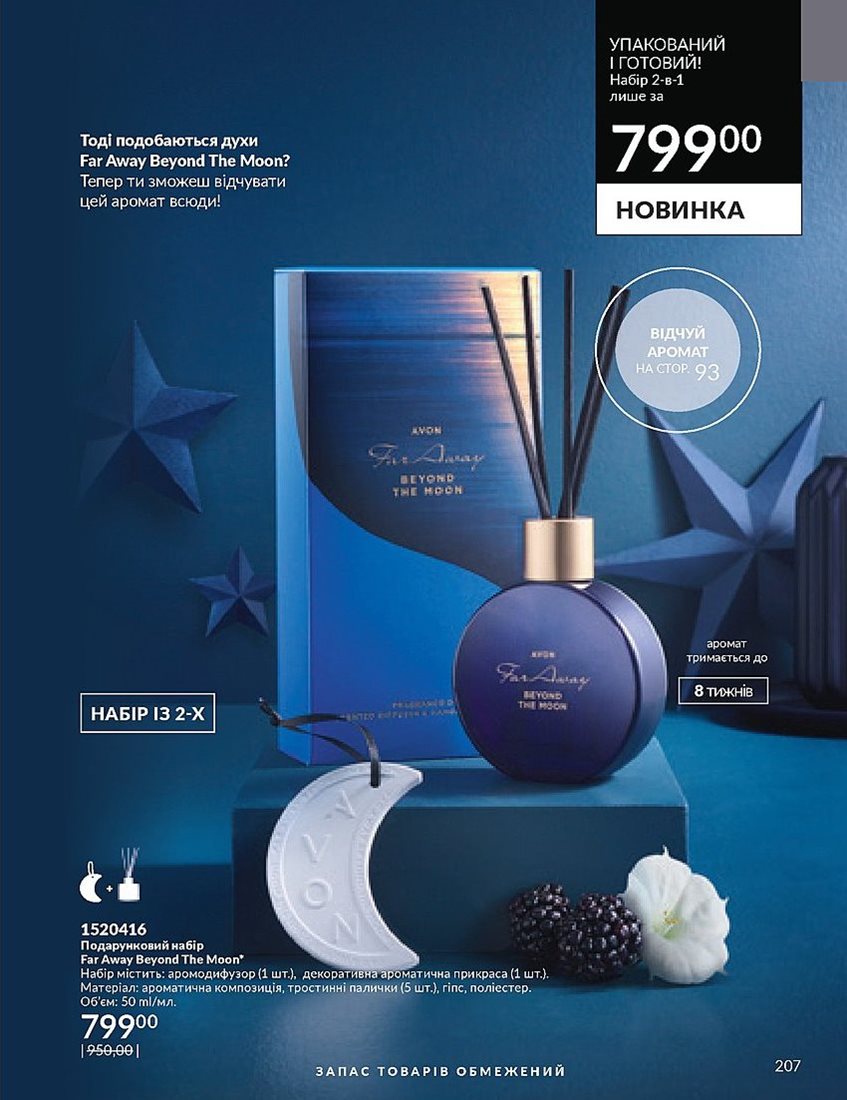 УПАКОВАНИЙ
І ГОТОВИЙ!
Набір 2-в-1
лише за
799⁰⁰
НОВИНКА
Тоді подобаються духи
Far Away Beyond The Moon?
Тепер ти зможеш відчувати
цей аромат всюди!
ВІДЧУЙ
АРОМАТ
НА СТОР. 93
AVON
Far Away
BEYOND
THE MOON
AVON
Far Away
BEYOND
THE MOON
аромат
тримається до
8 тижнів
НАБІР ІЗ 2-Х
AVON
+
1520416
Подарунковий набір
Far Away Beyond The Moon*
Набір містить: аромодифузор (1 шт.), декоративна ароматична прикраса (1 шт.).
Матеріал: ароматична композиція, тростинні палички (5 шт.), гіпс, поліестер.
Об'єм: 50 ml/мл.
799⁰⁰
|950,00|
ЗАПАС ТОВАРІВ ОБМЕЖЕНИЙ
207